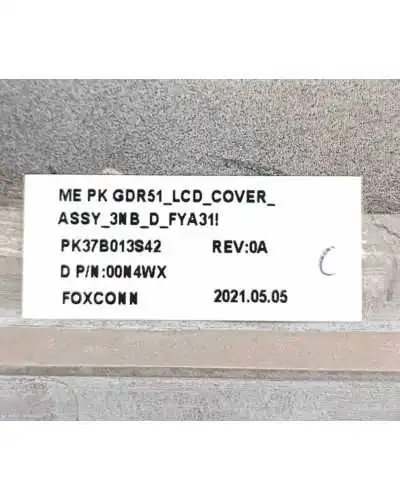 ME PK GDR51_LCD_COVER_
ASSY_3NB_D_FYA31!
PK37B013S42 REV:0A
D P/N:00N4WX
FOXCONN 2021.05.05